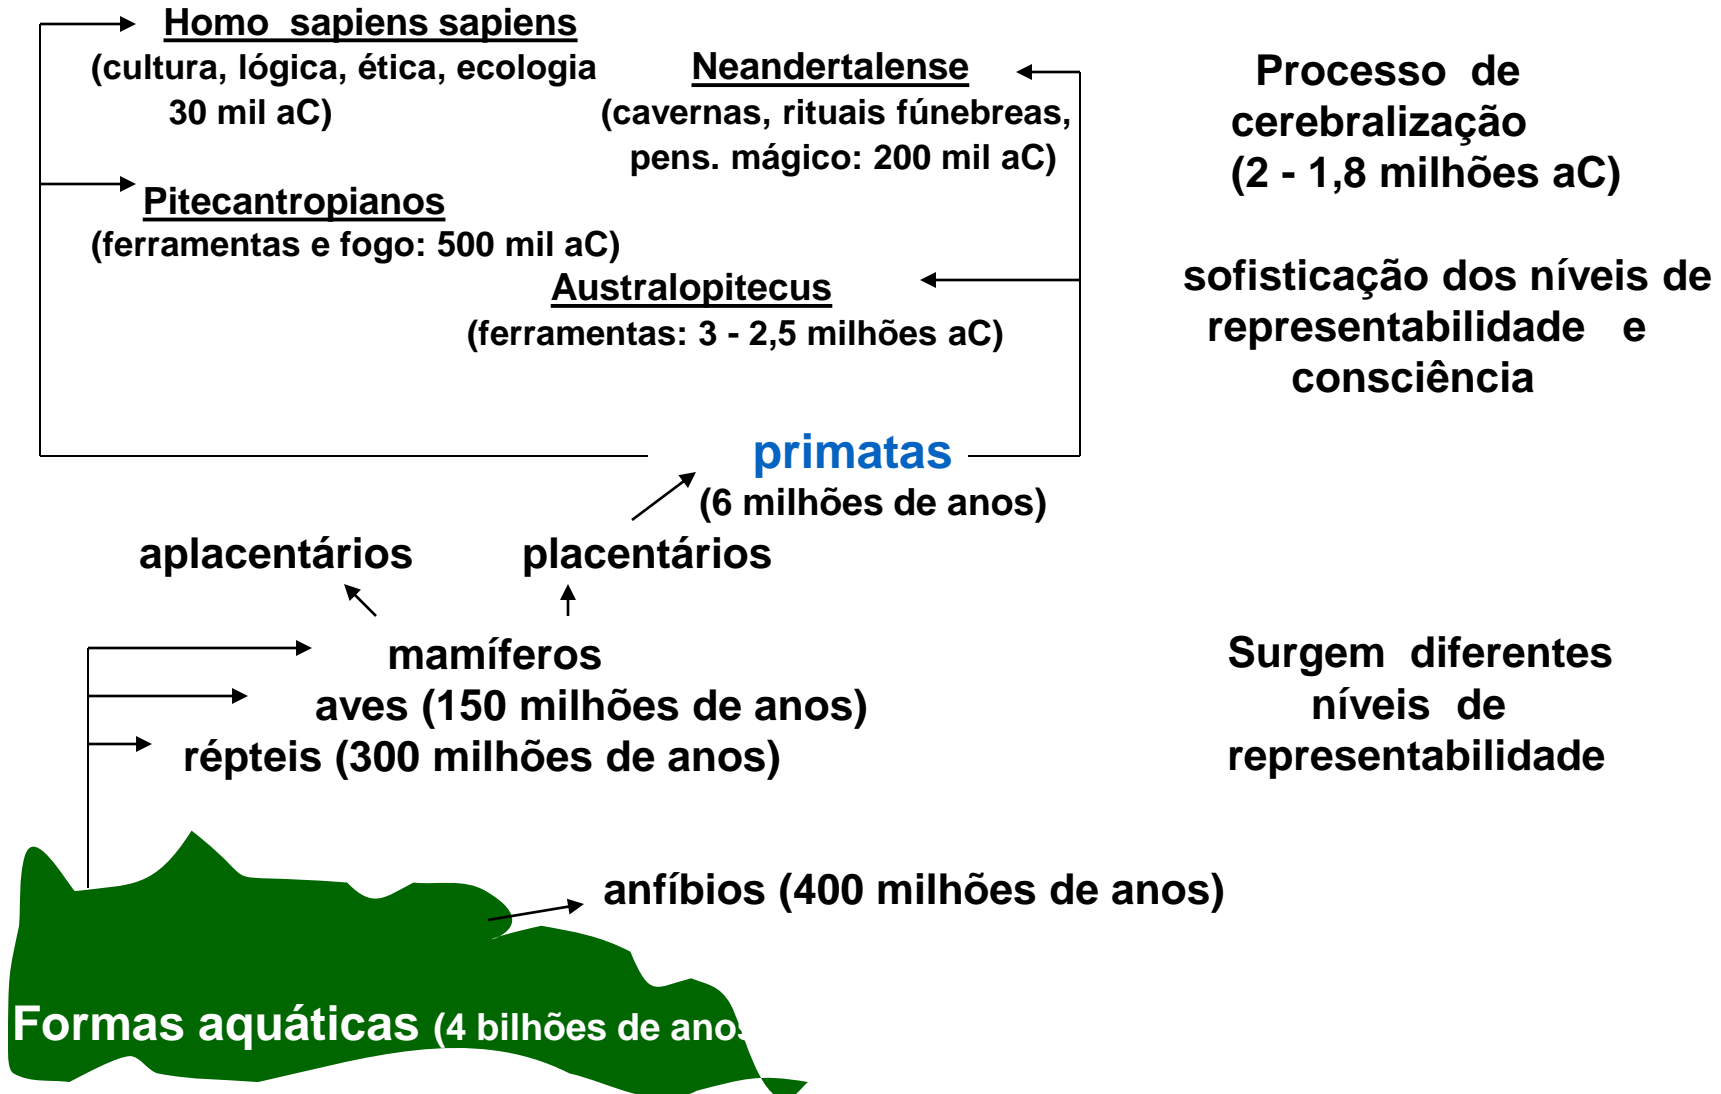 Homo sapiens sapiens
(cultura, lógica, ética, ecologia
30 mil aC)
Neandertalense
(cavernas, rituais fúnebreas,
pens. mágico: 200 mil aC)
Pitecantropianos
(ferramentas e fogo: 500 mil aC)
Australopitecus
(ferramentas: 3 - 2,5 milhões aC)
Processo de
cerebralização
(2 - 1,8 milhões aC)
sofisticação dos níveis de
representabilidade e
consciência
primatas
(6 milhões de anos)
aplacentários placentários
mamíferos
aves (150 milhões de anos)
répteis (300 milhões de anos)
Surgem diferentes
níveis de
representabilidade
anfíbios (400 milhões de anos)
Formas aquáticas (4 bilhões de anos